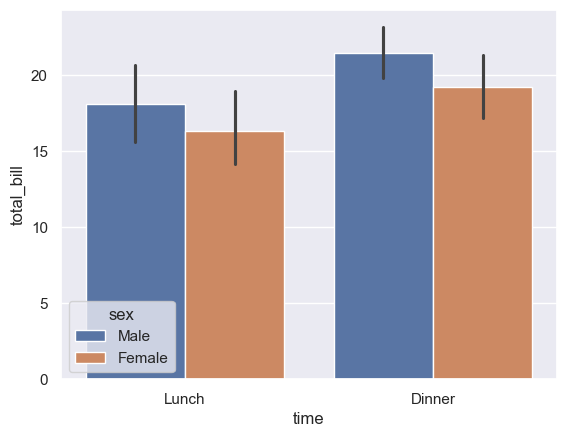 20
15
10
5
0
total_bill
sex
Male
Female
Lunch
Dinner
time